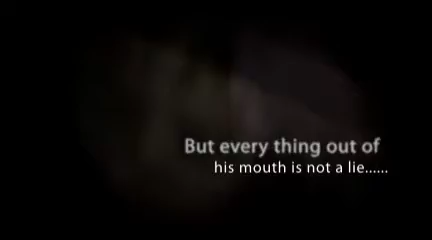 But every thing out of
his mouth is not a lie......